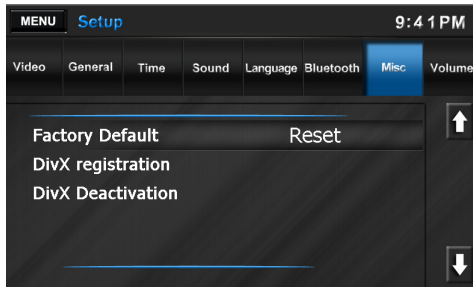 MENU Setup 9:41PM
Video General Time Sound Language Bluetooth Misc Volume
Factory Default Reset
DivX registration
DivX Deactivation